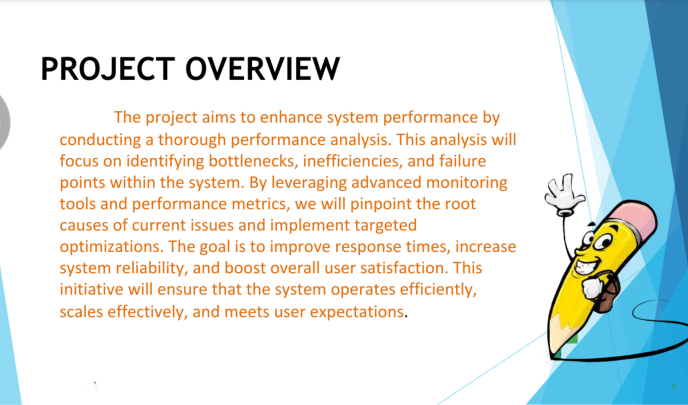 PROJECT OVERVIEW
The project aims to enhance system performance by
conducting a thorough performance analysis. This analysis will
focus on identifying bottlenecks, inefficiencies, and failure
points within the system. By leveraging advanced monitoring
tools and performance metrics, we will pinpoint the root
causes of current issues and implement targeted
optimizations. The goal is to improve response times, increase
system reliability, and boost overall user satisfaction. This
initiative will ensure that the system operates efficiently,
scales effectively, and meets user expectations.
5